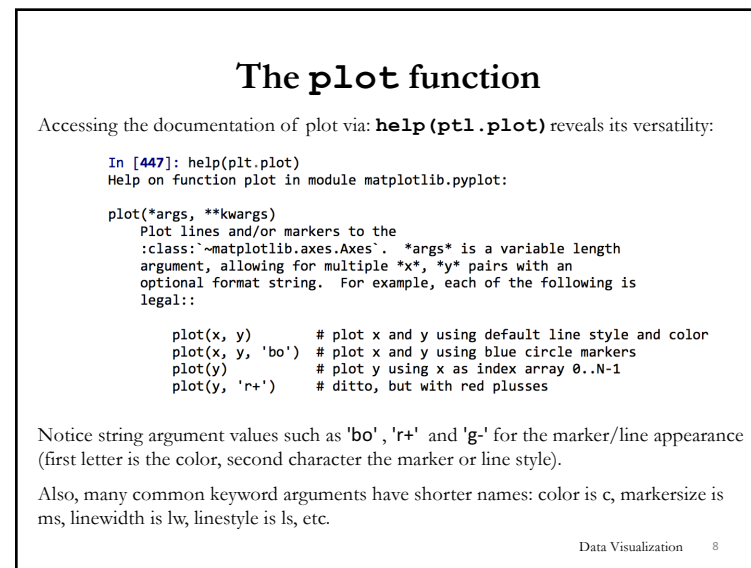 The plot function
Accessing the documentation of plot via: help(ptl.plot) reveals its versatility:
In [447]: help(plt.plot)
Help on function plot in module matplotlib.pyplot:
plot(*args, **kwargs)
Plot lines and/or markers to the
:class:`~matplotlib.axes.Axes`.  *args* is a variable length
argument, allowing for multiple *x*, *y* pairs with an
optional format string.  For example, each of the following is
legal::
plot(x, y)        # plot x and y using default line style and color
plot(x, y, 'bo')  # plot x and y using blue circle markers
plot(y)           # plot y using x as index array 0..N-1
plot(y, 'r+')     # ditto, but with red plusses
Notice string argument values such as 'bo' , 'r+' and 'g-' for the marker/line appearance
(first letter is the color, second character the marker or line style).
Also, many common keyword arguments have shorter names: color is c, markersize is
ms, linewidth is lw, linestyle is ls, etc.
Data Visualization 8